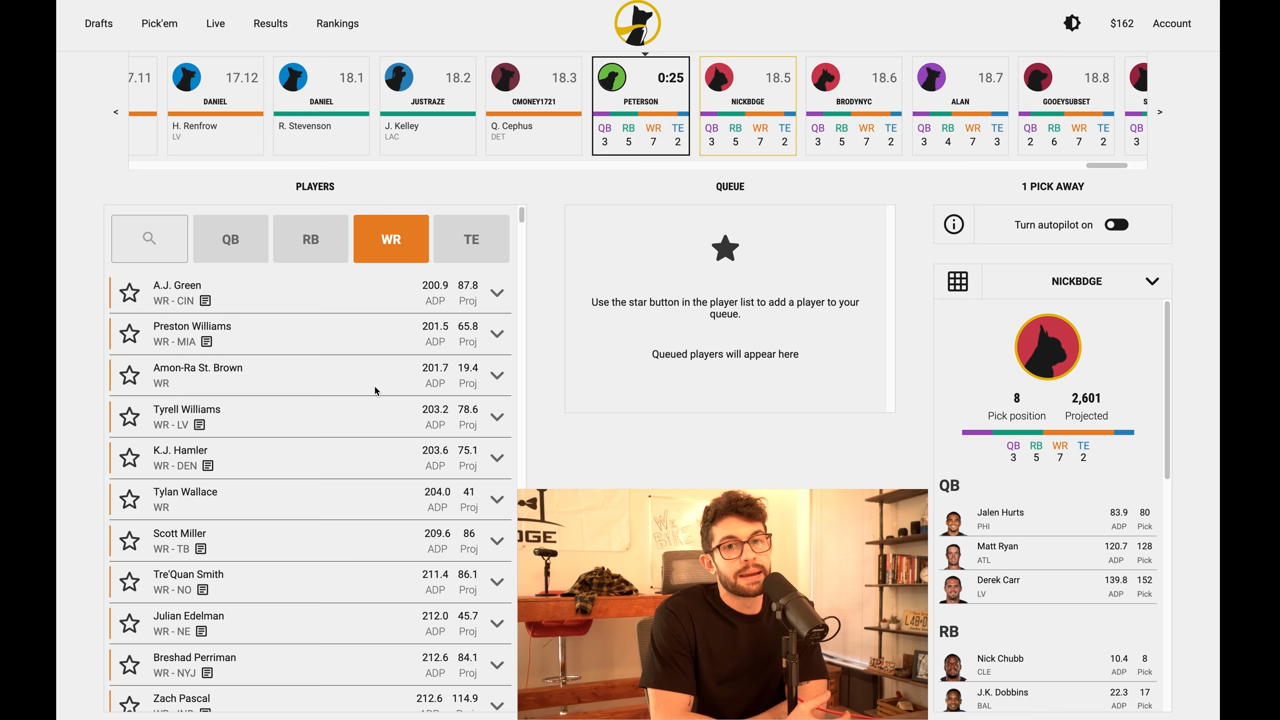 Drafts Pick'em Live Results Rankings $162 Account
7.11 17.12 18.1 18.2 18.3 0:25 18.5 18.6 18.7 18.8
DANIEL DANIEL JUSTRAZE CMONEY1721 PETERSON NICKBDGE BRODYNYC ALAN GOOEYSUBSET S
< H. Renfrow R. Stevenson J. Kelley Q. Cephus QB RB WR TE QB RB WR TE QB RB WR TE QB RB WR TE QB RB WR TE QB >
LV LAC DET 3 5 7 2 3 5 7 2 3 5 7 2 3 4 7 3 2 6 7 2 3
PLAYERS QUEUE 1 PICK AWAY
QB RB WR TE
A.J. Green 200.9 87.8
WR - CIN ADP Proj
Preston Williams 201.5 65.8
WR - MIA ADP Proj
Amon-Ra St. Brown 201.7 19.4
WR ADP Proj
Tyrell Williams 203.2 78.6
WR - LV ADP Proj
K.J. Hamler 203.6 75.1
WR - DEN ADP Proj
Tylan Wallace 204.0 41
WR ADP Proj
Scott Miller 209.6 86
WR - TB ADP Proj
Tre'Quan Smith 211.4 86.1
WR - NO ADP Proj
Julian Edelman 212.0 45.7
WR - NE ADP Proj
Breshad Perriman 212.6 84.1
WR - NYJ ADP Proj
Zach Pascal 212.6 114.9
Use the star button in the player list to add a player to your
queue.
Queued players will appear here
Turn autopilot on
NICKBDGE
8 2,601
Pick position Projected
QB RB WR TE
3 5 7 2
QB
Jalen Hurts 83.9 80
PHI ADP Pick
Matt Ryan 120.7 128
ATL ADP Pick
Derek Carr 139.8 152
LV ADP Pick
RB
Nick Chubb 10.4 8
CLE ADP Pick
J.K. Dobbins 22.3 17
BAL ADP Pick